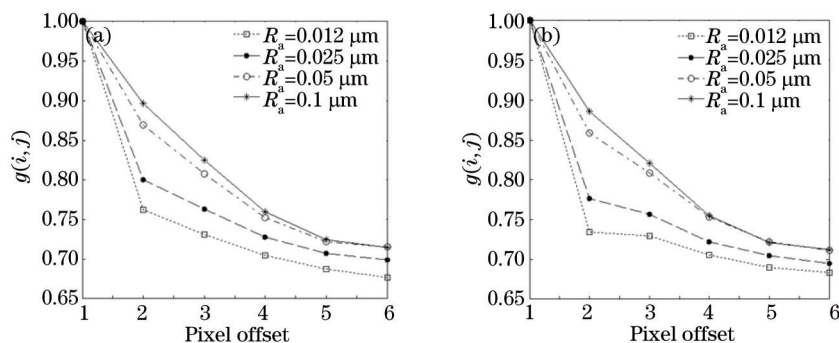 (a)
R_a=0.012 μm
R_a=0.025 μm
R_a=0.05 μm
R_a=0.1 μm
g(i,j)
1.00
0.95
0.90
0.85
0.80
0.75
0.70
0.65
1 2 3 4 5 6
Pixel offset
(b)
R_a=0.012 μm
R_a=0.025 μm
R_a=0.05 μm
R_a=0.1 μm
g(i,j)
1.00
0.95
0.90
0.85
0.80
0.75
0.70
0.65
1 2 3 4 5 6
Pixel offset